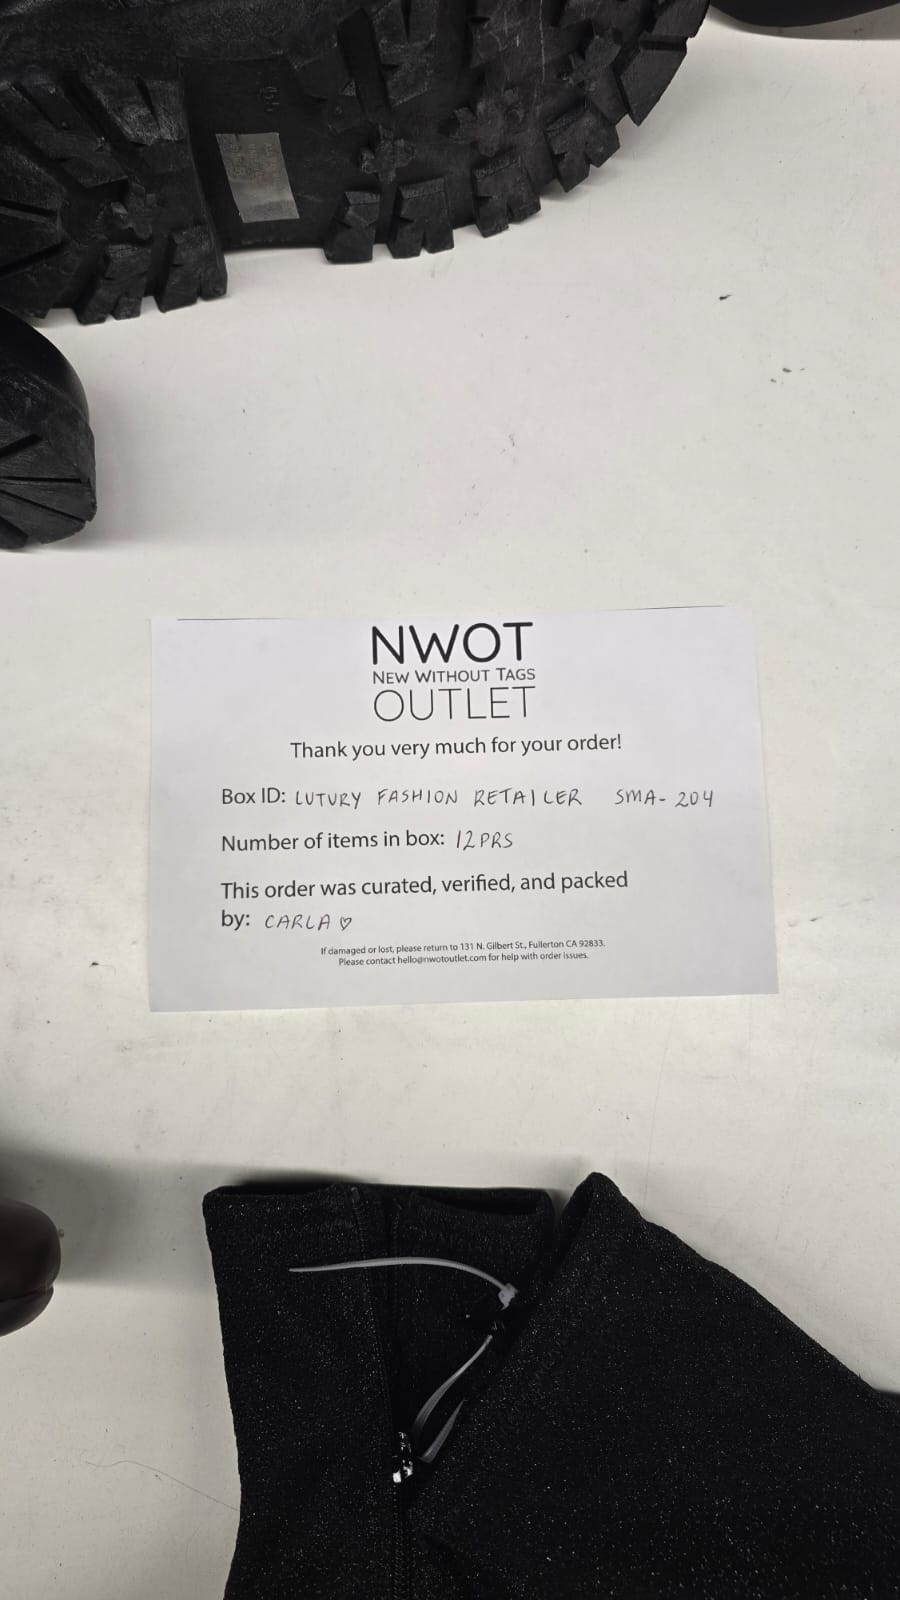 NWOT
NEW WITHOUT TAGS
OUTLET
Thank you very much for your order!
Box ID: LUTURY FASHION RETAILER SMA-204
Number of items in box: 12PRS
This order was curated, verified, and packed
by: CARLA ♡
If damaged or lost, please return to 131 N. Gilbert St., Fullerton CA 92833.
Please contact hello@nwotoutlet.com for help with order issues.